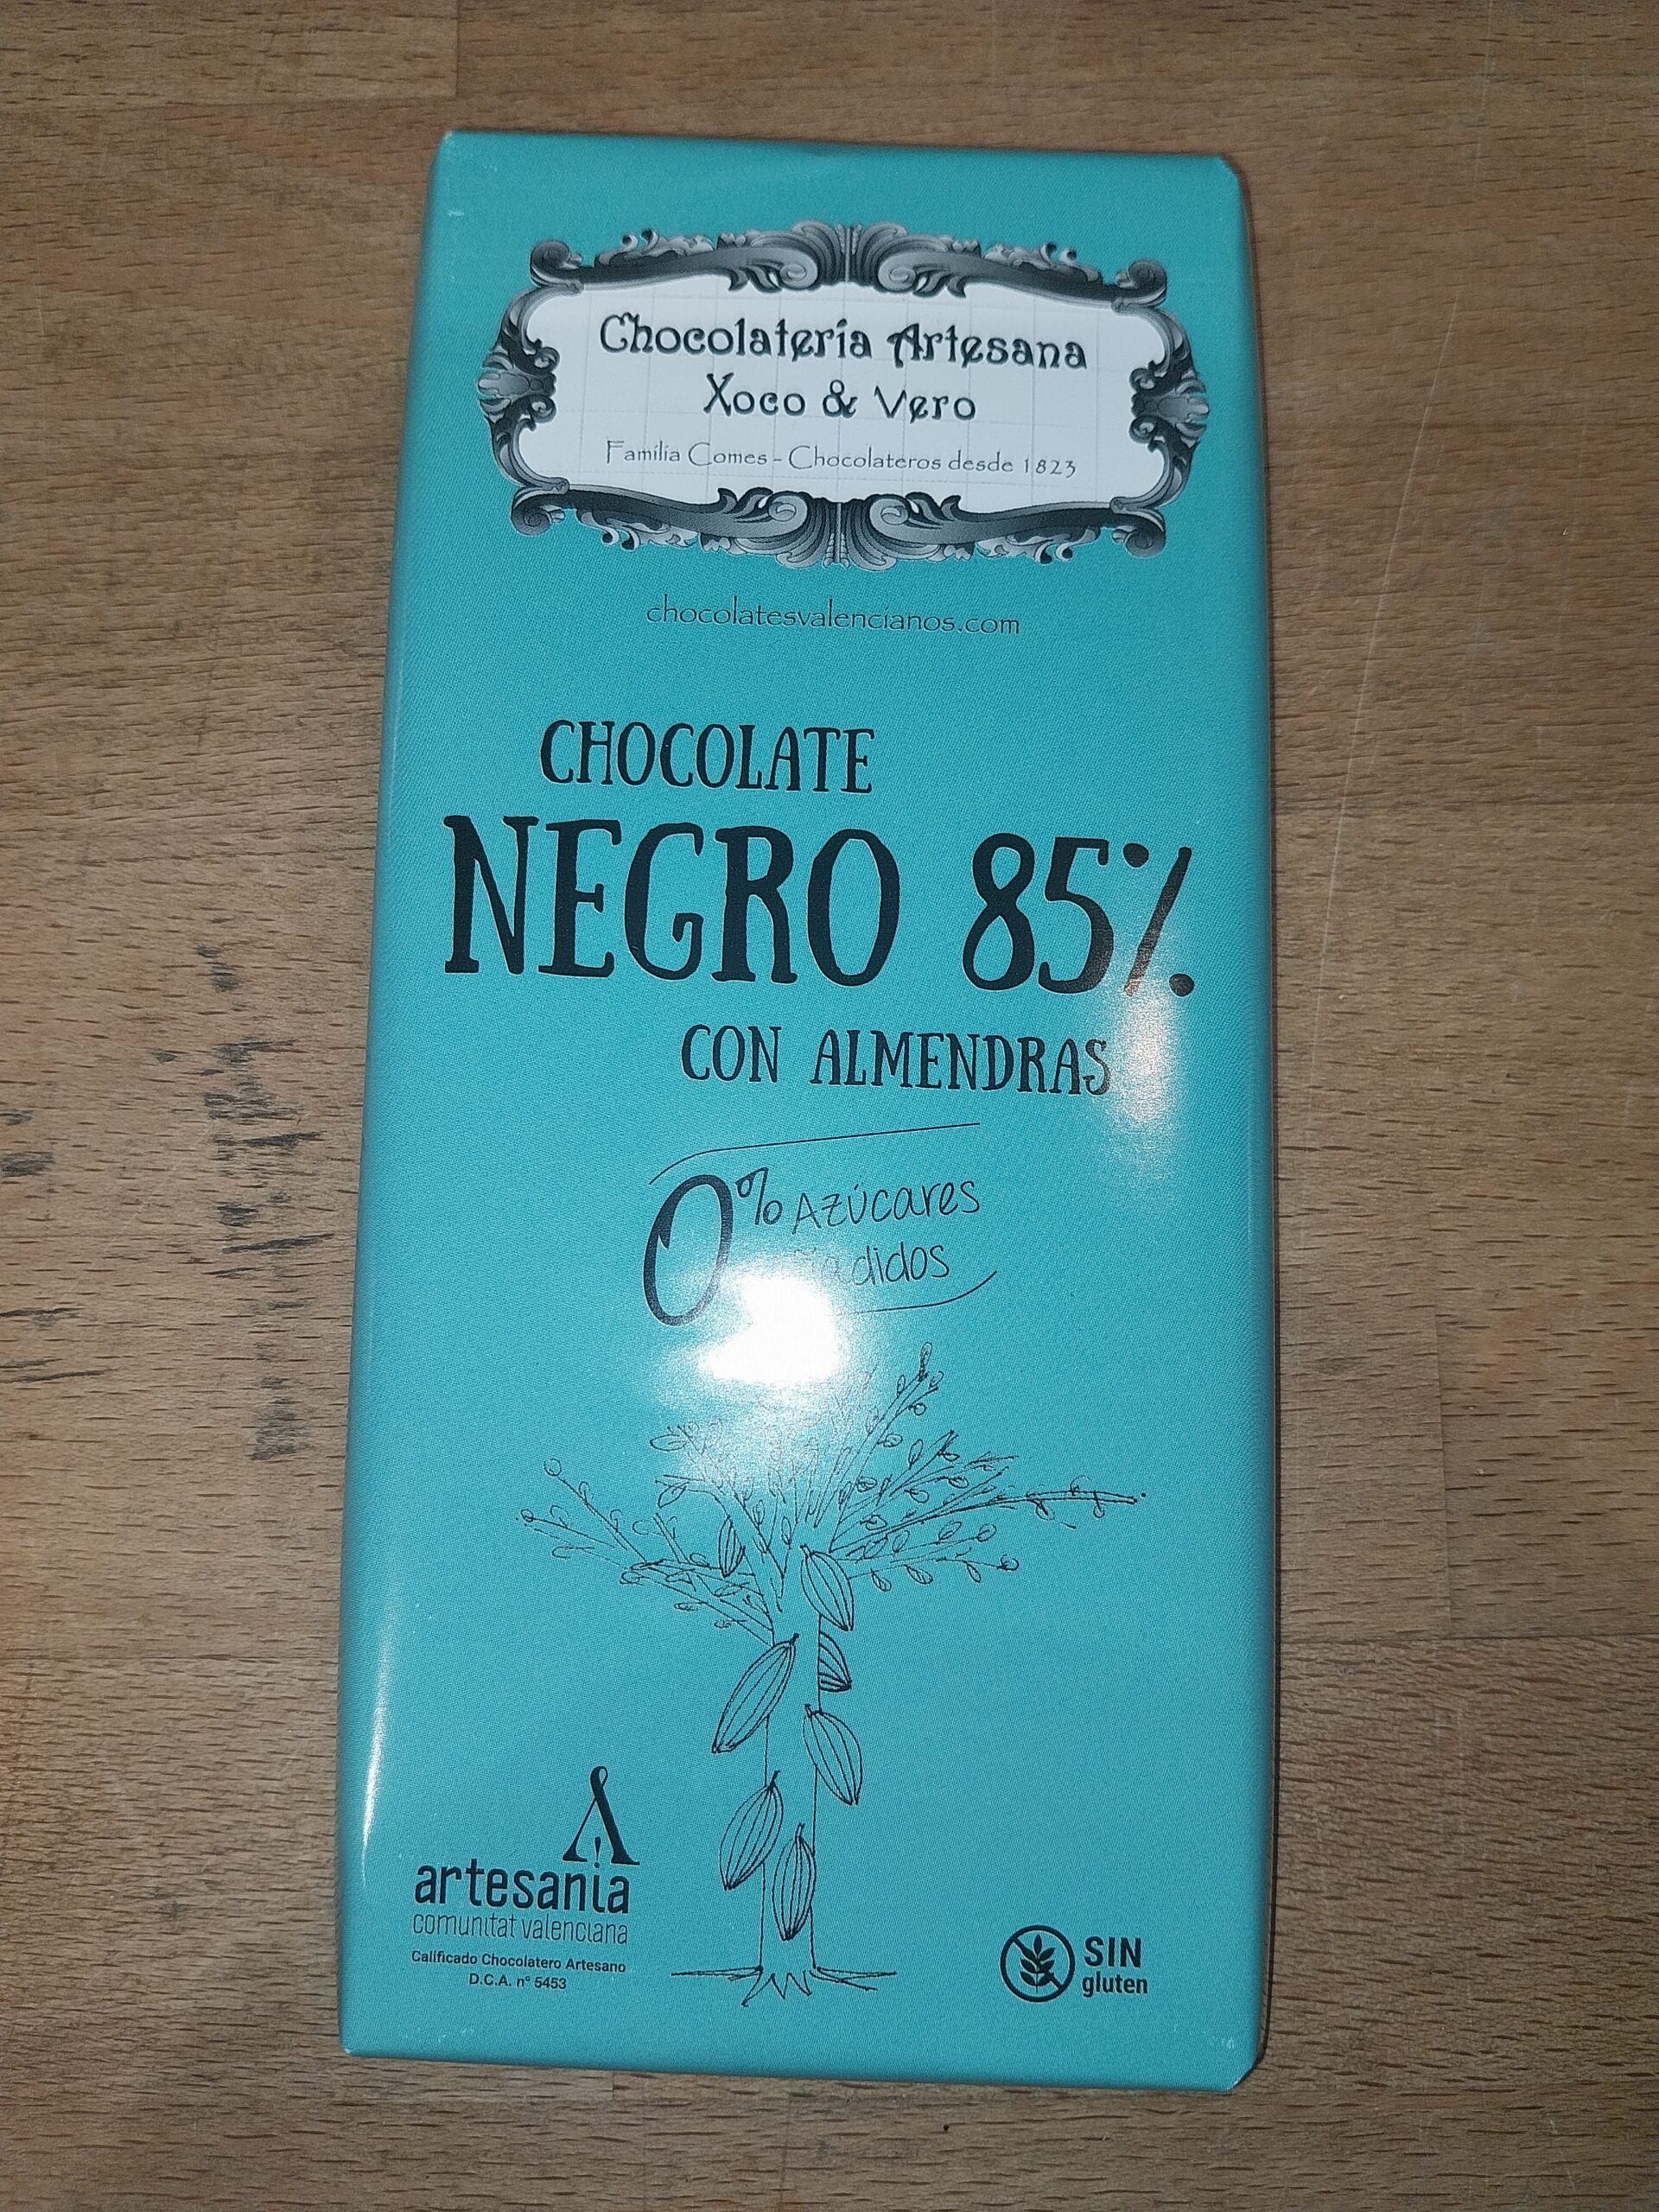 Chocolatería Artesana
Xoco & Vero
Familia Comes - Chocolateros desde 1823
chocolatesvalencianos.com
CHOCOLATE
NEGRO 85%
CON ALMENDRAS
0% AZÚCARES
artesania
comunitat valenciana
Calificado Chocolatero Artesano
D.C.A. nº 5453
SIN
gluten